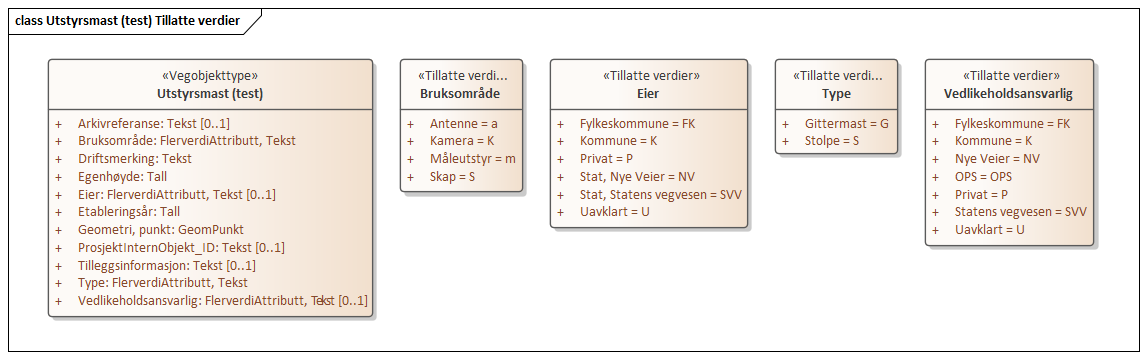 class Utstyrsmast (test) Tillatte verdier
«Vegobjekttype»
Utstyrsmast (test)
+ Arkivreferanse: Tekst [0..1]
+ Bruksområde: FlerverdiAttributt, Tekst
+ Driftsmerking: Tekst
+ Egenhøyde: Tall
+ Eier: FlerverdiAttributt, Tekst [0..1]
+ Etableringsår: Tall
+ Geometri, punkt: GeomPunkt
+ ProsjektInternObjekt_ID: Tekst [0..1]
+ Tilleggsinformasjon: Tekst [0..1]
+ Type: FlerverdiAttributt, Tekst
+ Vedlikeholdsansvarlig: FlerverdiAttributt, Tekst [0..1]
«Tillatte verdi...
Bruksområde
+ Antenne = a
+ Kamera = K
+ Måleutstyr = m
+ Skap = S
«Tillatte verdier»
Eier
+ Fylkeskommune = FK
+ Kommune = K
+ Privat = P
+ Stat, Nye Veier = NV
+ Stat, Statens vegvesen = SVV
+ Uavklart = U
«Tillatte verdi...
Type
+ Gittermast = G
+ Stolpe = S
«Tillatte verdier»
Vedlikeholdsansvarlig
+ Fylkeskommune = FK
+ Kommune = K
+ Nye Veier = NV
+ OPS = OPS
+ Privat = P
+ Statens vegvesen = SVV
+ Uavklart = U